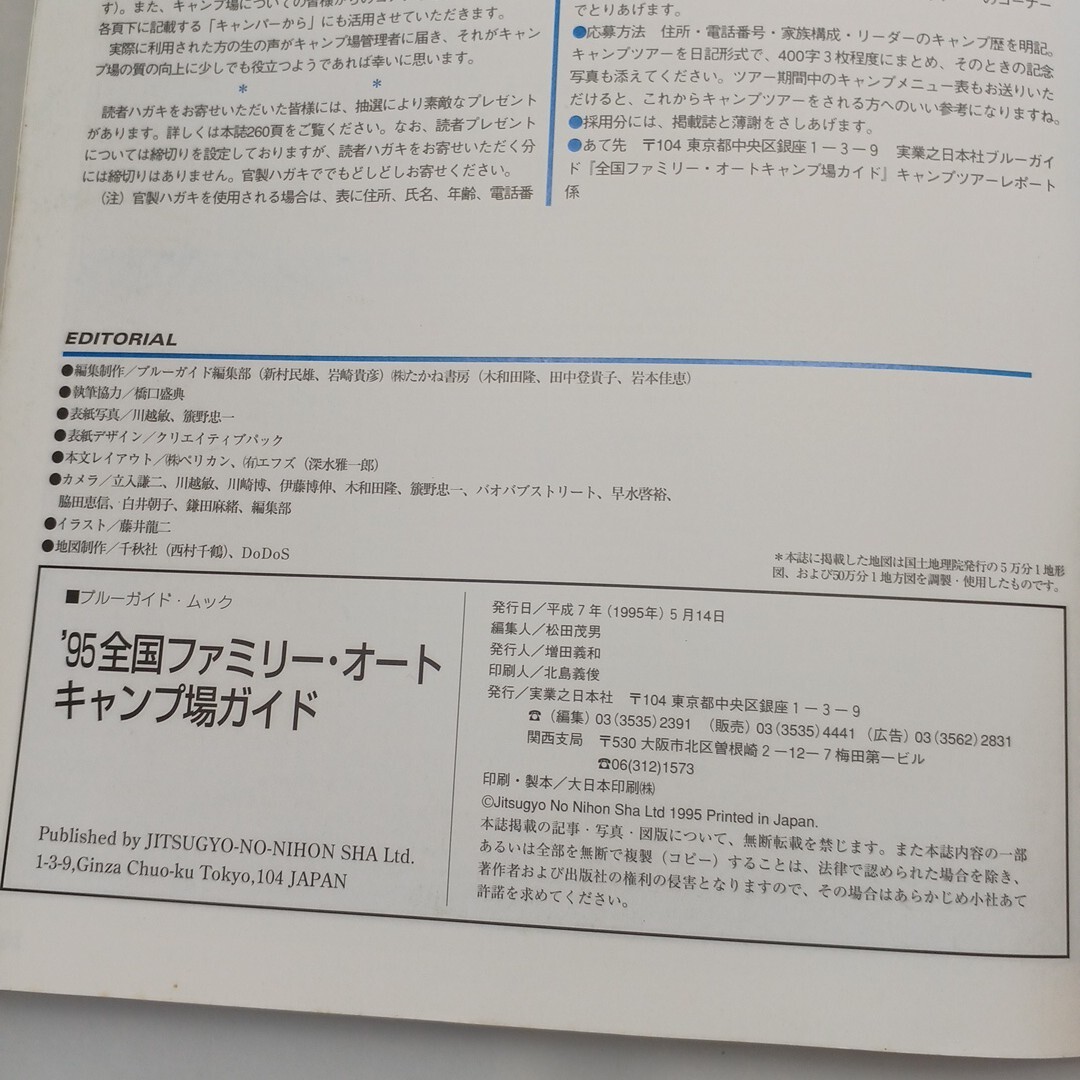 す)。また、キャンプ場についての皆様からの
各頁下に記載する「キャンパーから」にも活用させていただきます。
実際に利用された方の生の声がキャンプ場管理者に届き、それがキャン
プ場の質の向上に少しでも役立つようであれば幸いに思います。
* *
読者ハガキをお寄せいただいた皆様には、抽選により素敵なプレゼント
があります。詳しくは本誌260頁をご覧ください。なお、読者プレゼント
については締切りを設定しておりますが、読者ハガキをお寄せいただく分
には締切りはありません。官製ハガキででもどしどしお寄せください。
(注)官製ハガキを使用される場合は、表に住所、氏名、年齢、電話番
のコーナー
でとりあげます。
●応募方法 住所・電話番号・家族構成・リーダーのキャンプ歴を明記。
キャンプツアーを日記形式で、400字3枚程度にまとめ、そのときの記念
写真も添えてください。ツアー期間中のキャンプメニュー表もお送りいた
だけると、これからキャンプツアーをされる方へのいい参考になりますね。
●採用分には、掲載誌と薄謝をさしあげます。
●あて先 〒104 東京都中央区銀座1-3-9 実業之日本社ブルーガイ
ド『全国ファミリー・オートキャンプ場ガイド』キャンプツアーレポート
係
EDITORIAL
●編集制作/ブルーガイド編集部(新村民雄、岩崎貴彦)㈱たかね書房(木和田隆、田中登貴子、岩本佳恵)
●執筆協力/橋口盛典
●表紙写真/川越敏、籏野忠一
●表紙デザイン/クリエイティブパック
●本文レイアウト/㈱ペリカン、㈲エフズ(深水雅一郎)
●カメラ/立入謙二、川越敏、川崎博、伊藤博伸、木和田隆、籏野忠一、バオバブストリート、早水啓裕、
脇田恵信、白井朝子、鎌田麻緒、編集部
●イラスト/藤井龍二
●地図制作/千秋社(西村千鶴)、DoDoS
*本誌に掲載した地図は国土地理院発行の5万分1地形
図、および50万分1地方図を調製・使用したものです。
■ブルーガイド・ムック
'95全国ファミリー・オート
キャンプ場ガイド
Published by JITSUGYO-NO-NIHON SHA Ltd.
1-3-9,Ginza Chuo-ku Tokyo,104 JAPAN
発行日/平成7年(1995年)5月14日
編集人/松田茂男
発行人/増田義和
印刷人/北島義俊
発行/実業之日本社 〒104 東京都中央区銀座1-3-9
☎(編集)03(3535)2391 (販売)03(3535)4441(広告)03(3562)2831
関西支局 〒530 大阪市北区曽根崎2-12-7梅田第一ビル
☎06(312)1573
印刷・製本/大日本印刷㈱
©Jitsugyo No Nihon Sha Ltd 1995 Printed in Japan.
本誌掲載の記事・写真・図版について、無断転載を禁じます。また本誌内容の一部
あるいは全部を無断で複製(コピー)することは、法律で認められた場合を除き、
著作者および出版社の権利の侵害となりますので、その場合はあらかじめ小社あて
許諾を求めてください。